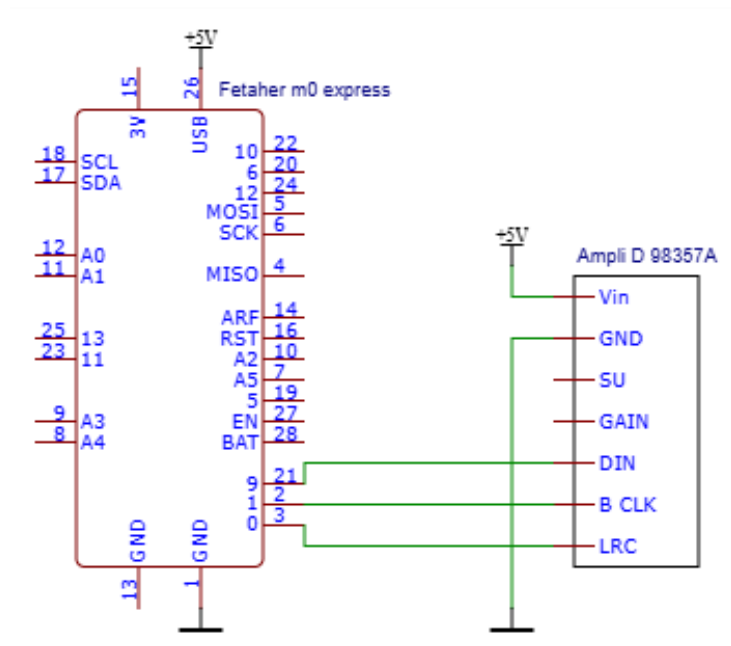 +5V
15
26
Fetaher m0 express
3V
USB
18 SCL
17 SDA
10 22
6 20
12 24
MOSI 5
SCK 6
12 A0
11 A1
MISO 4
ARF 14
25 13
RST 16
23 11
A2 10
A5 7
5 19
9 A3
EN 27
8 A4
BAT 28
9 21
1 2
0 3
GND
GND
13
1
+5V
Ampli D 98357A
Vin
GND
SU
GAIN
DIN
B CLK
LRC